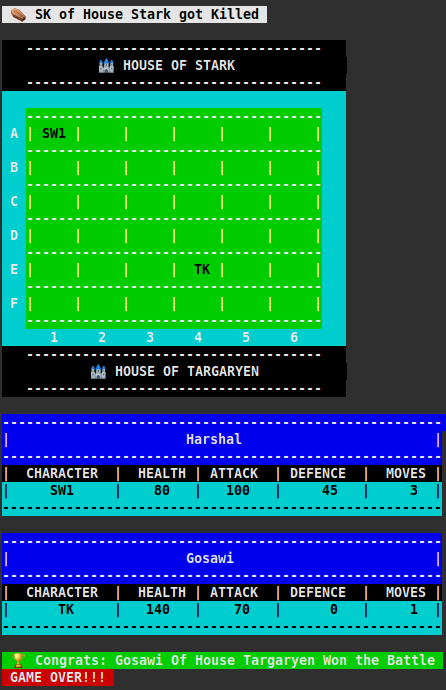 ⚰️ SK of House Stark got Killed
-------------------------------------
🏰 HOUSE OF STARK
-------------------------------------
-------------------------------------
A | SW1 |     |     |     |     |     |
-------------------------------------
B |     |     |     |     |     |     |
-------------------------------------
C |     |     |     |     |     |     |
-------------------------------------
D |     |     |     |     |     |     |
-------------------------------------
E |     |     |     |  TK |     |     |
-------------------------------------
F |     |     |     |     |     |     |
-------------------------------------
1 2 3 4 5 6
-------------------------------------
🏰 HOUSE OF TARGARYEN
-------------------------------------
-------------------------------------------------------
| Harshal |
-------------------------------------------------------
| CHARACTER | HEALTH | ATTACK | DEFENCE | MOVES |
| SW1 | 80 | 100 | 45 | 3 |
-------------------------------------------------------
-------------------------------------------------------
| Gosawi |
-------------------------------------------------------
| CHARACTER | HEALTH | ATTACK | DEFENCE | MOVES |
| TK | 140 | 70 | 0 | 1 |
-------------------------------------------------------
🏆 Congrats: Gosawi Of House Targaryen Won the Battle
GAME OVER!!!